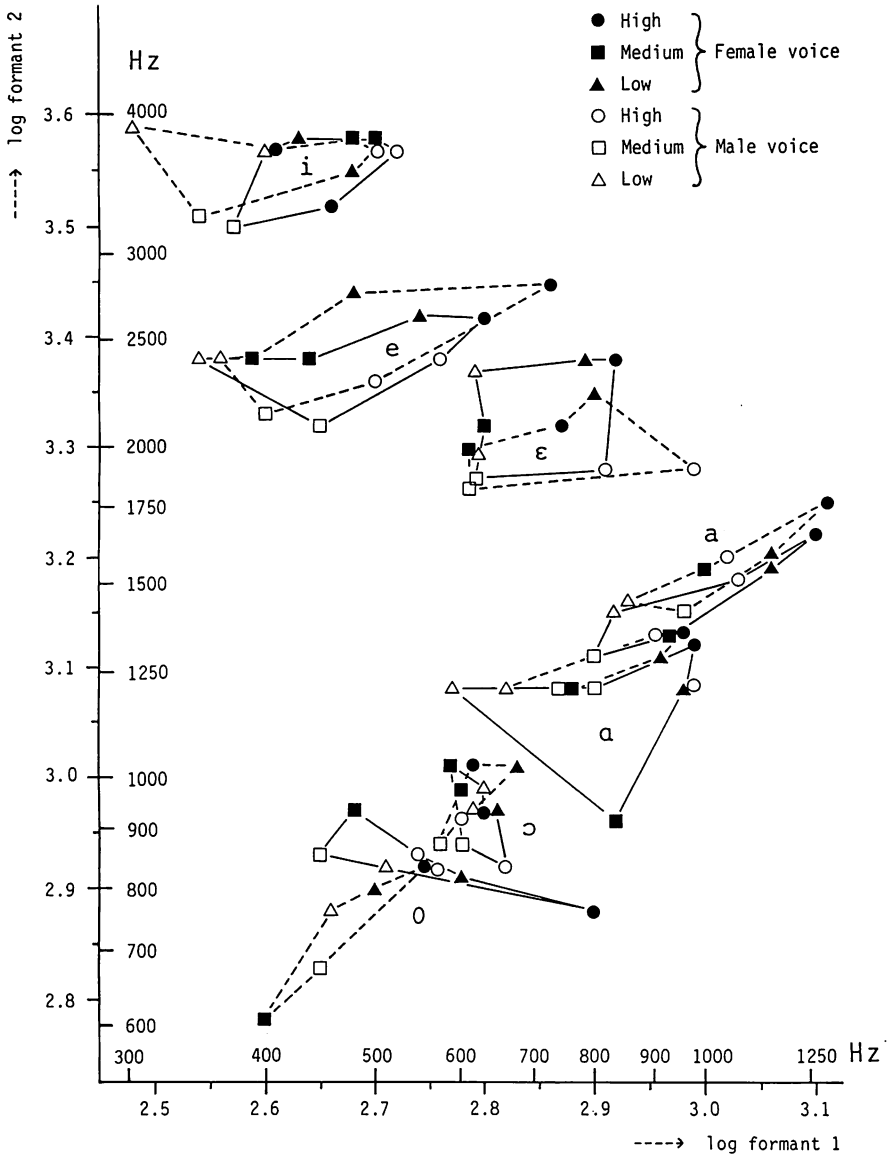 ----> log formant 2
Hz
High
Medium
Low
Female voice
High
Medium
Low
Male voice
3.6
4000
i
3.5
3000
3.4
2500
e
3.3
2000
ε
1750
a
3.2
1500
3.1
1250
ɑ
3.0
1000
900
ɔ
2.9
800
o
700
2.8
600
300
400
500
600
700
800
900
1000
1250
Hz
2.5
2.6
2.7
2.8
2.9
3.0
3.1
----> log formant 1